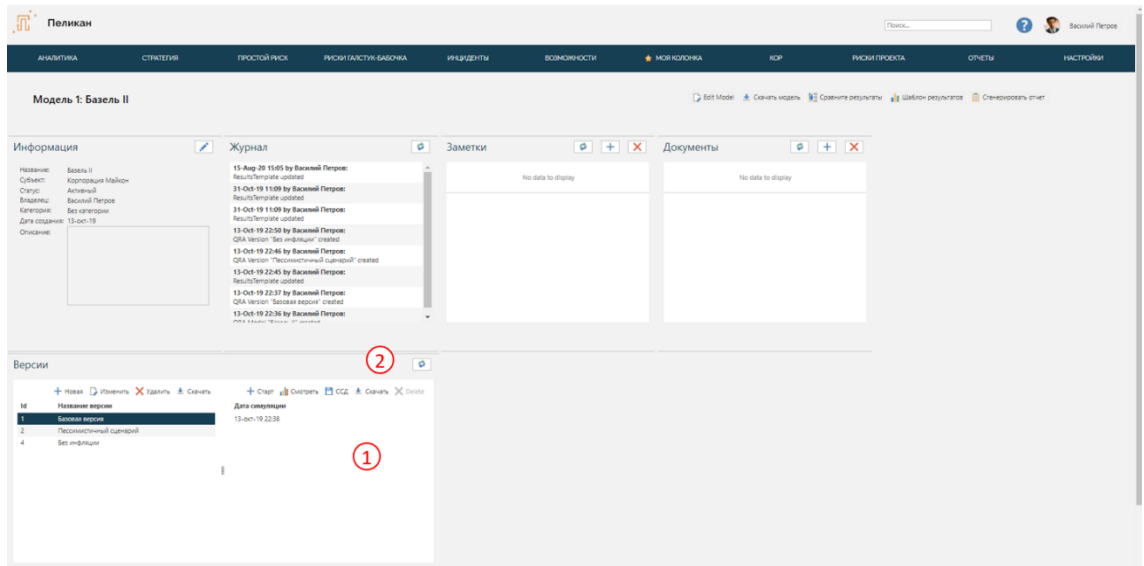 Пеликан
Поиск...
?
Василий Петров
АНАЛИТИКА СТРАТЕГИЯ ПРОСТОЙ РИСК РИСКИ ГАЛСТУК-БАБОЧКА ИНЦИДЕНТЫ ВОЗМОЖНОСТИ МОЯ КОЛОНКА КОР РИСКИ ПРОЕКТА ОТЧЕТЫ НАСТРОЙКИ
Модель 1: Базель II
Edit Model Скачать модель Сравните результаты Шаблон результатов Сгенерировать отчет
Информация
Название: Базель II
Субъект: Корпорация Майкон
Статус: Активный
Владелец: Василий Петров
Категория: Без категории
Дата создания: 13-окт-19
Описание:
Журнал
15-Aug-20 15:05 by Василий Петров:
ResultsTemplate updated
31-Oct-19 11:09 by Василий Петров:
ResultsTemplate updated
31-Oct-19 11:09 by Василий Петров:
ResultsTemplate updated
13-Oct-19 22:50 by Василий Петров:
QRA Version "Без инфляции" created
13-Oct-19 22:46 by Василий Петров:
QRA Version "Пессимистичный сценарий" created
13-Oct-19 22:45 by Василий Петров:
ResultsTemplate updated
13-Oct-19 22:37 by Василий Петров:
QRA Version "Базовая версия" created
13-Oct-19 22:36 by Василий Петров:
QRA Model "Базель II" created
Заметки
No data to display
Документы
No data to display
Версии
2
Новая Изменить Удалить Скачать
Id Название версии
1 Базовая версия
2 Пессимистичный сценарий
4 Без инфляции
Старт Смотреть ССД Скачать Delete
Дата симуляции
13-окт-19 22:38
1